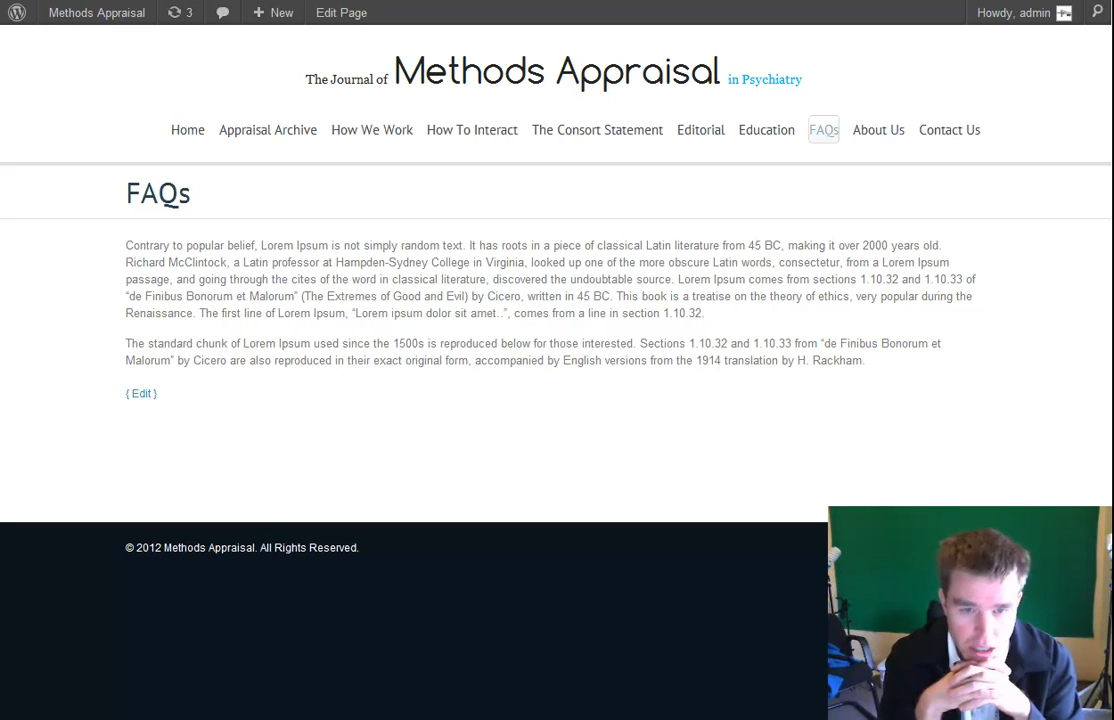 Methods Appraisal 3 New Edit Page Howdy, admin
The Journal of Methods Appraisal in Psychiatry
Home Appraisal Archive How We Work How To Interact The Consort Statement Editorial Education FAQs About Us Contact Us
FAQs
Contrary to popular belief, Lorem Ipsum is not simply random text. It has roots in a piece of classical Latin literature from 45 BC, making it over 2000 years old.
Richard McClintock, a Latin professor at Hampden-Sydney College in Virginia, looked up one of the more obscure Latin words, consectetur, from a Lorem Ipsum
passage, and going through the cites of the word in classical literature, discovered the undoubtable source. Lorem Ipsum comes from sections 1.10.32 and 1.10.33 of
“de Finibus Bonorum et Malorum” (The Extremes of Good and Evil) by Cicero, written in 45 BC. This book is a treatise on the theory of ethics, very popular during the
Renaissance. The first line of Lorem Ipsum, “Lorem ipsum dolor sit amet..”, comes from a line in section 1.10.32.
The standard chunk of Lorem Ipsum used since the 1500s is reproduced below for those interested. Sections 1.10.32 and 1.10.33 from “de Finibus Bonorum et
Malorum” by Cicero are also reproduced in their exact original form, accompanied by English versions from the 1914 translation by H. Rackham.
{ Edit }
© 2012 Methods Appraisal. All Rights Reserved.